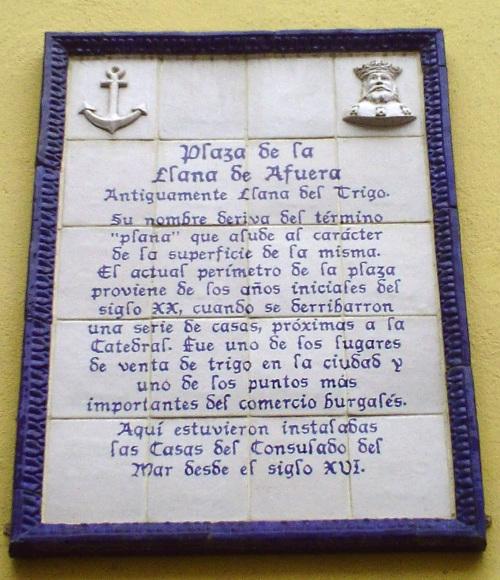 Plaza de la
Llana de Afuera
Antiguamente Llana del Trigo.
Su nombre deriva del término
"plana" que alude al carácter
de la superficie de la misma.
El actual perímetro de la plaza
proviene de los años iniciales del
siglo XX, cuando se derribarron
una serie de casas, próximas a la
Catedral. Fue uno de los lugares
de venta de trigo en la ciudad y
uno de los puntos más
importantes del comercio burgalés.
Aquí estuvieron instaladas
las Casas del Consulado del
Mar desde el siglo XVI.